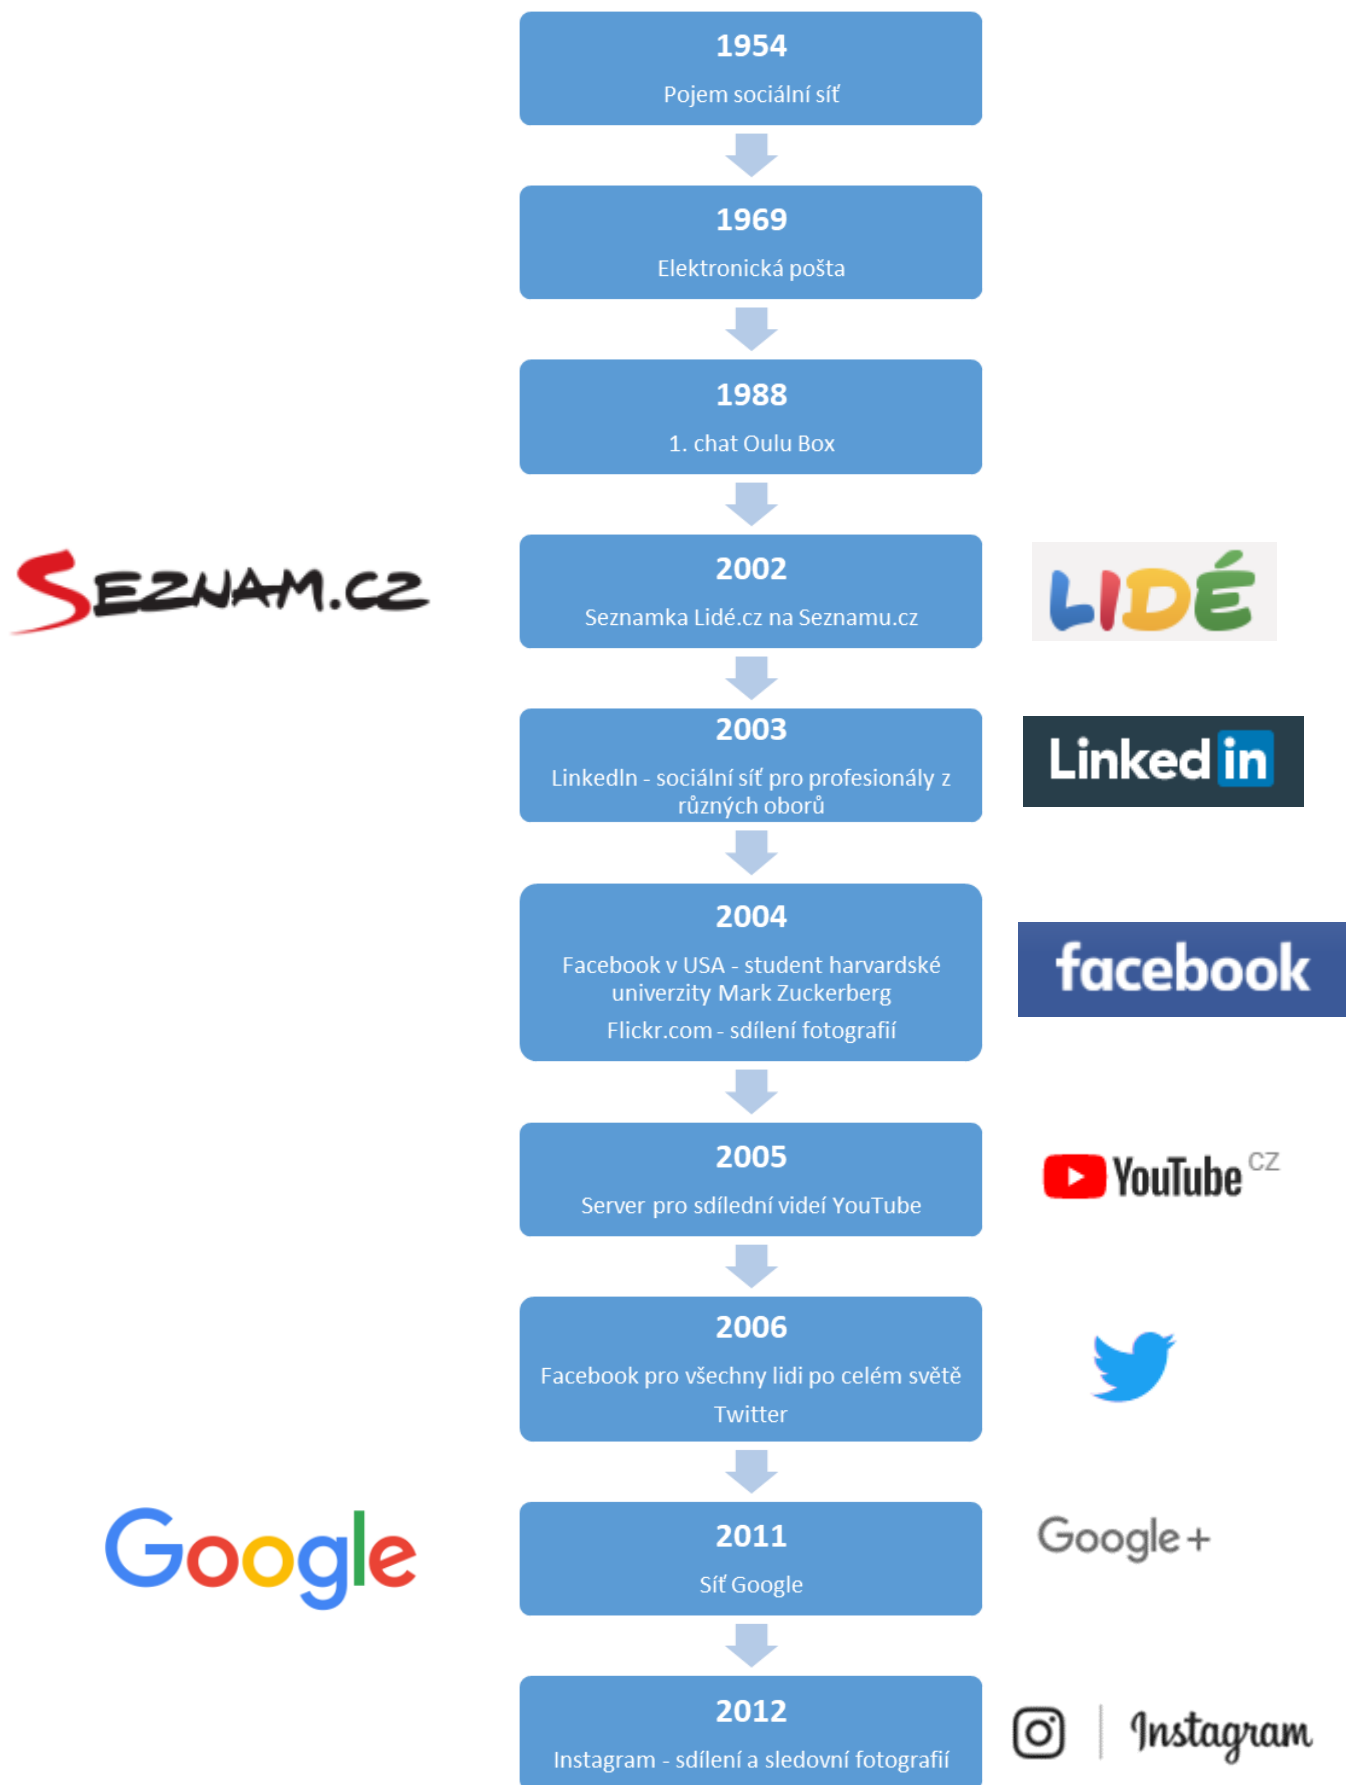 1954
Pojem sociální síť
1969
Elektronická pošta
1988
1. chat Oulu Box
SEZNAM.CZ
2002
Seznamka Lidé.cz na Seznamu.cz
LIDÉ
2003
Linkedln - sociální síť pro profesionály z
různých oborů
Linked in
2004
Facebook v USA - student harvardské
univerzity Mark Zuckerberg
Flickr.com - sdílení fotografií
facebook
2005
Server pro sdílední videí YouTube
YouTube CZ
2006
Facebook pro všechny lidi po celém světě
Twitter
Google
2011
Síť Google
Google+
2012
Instagram - sdílení a sledovní fotografií
Instagram